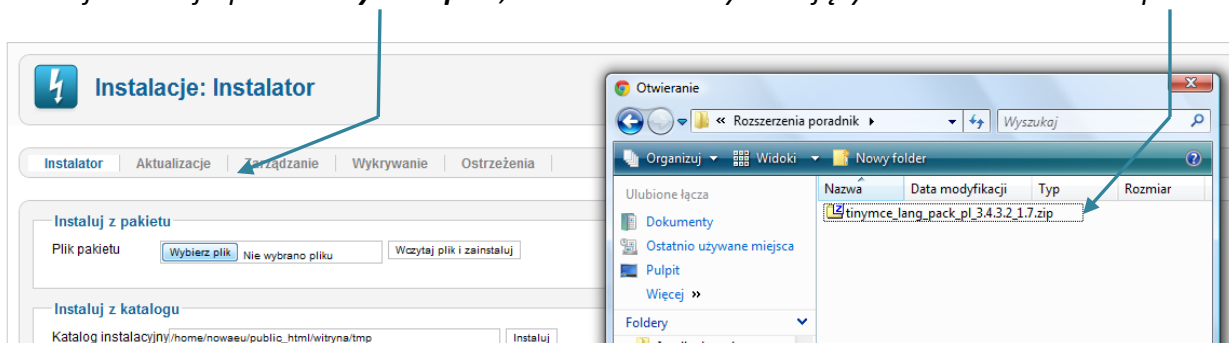 Instalacje: Instalator
Instalator Aktualizacje Zarządzanie Wykrywanie Ostrzeżenia
Instaluj z pakietu
Plik pakietu Wybierz plik Nie wybrano pliku Wczytaj plik i zainstaluj
Instaluj z katalogu
Katalog instalacyjny /home/nowaeu/public_html/witryna/tmp Instaluj
Otwieranie
« Rozszerzenia poradnik Wyszukaj
Organizuj Widoki Nowy folder
Ulubione łącza
Dokumenty
Ostatnio używane miejsca
Pulpit
Więcej »
Foldery
Nazwa Data modyfikacji Typ Rozmiar
tinymce_lang_pack_pl_3.4.3.2_1.7.zip